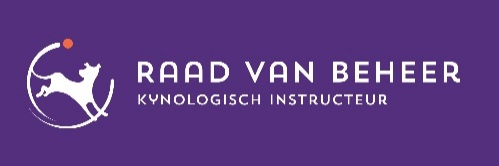 RAAD VAN BEHEER
KYNOLOGISCH INSTRUCTEUR